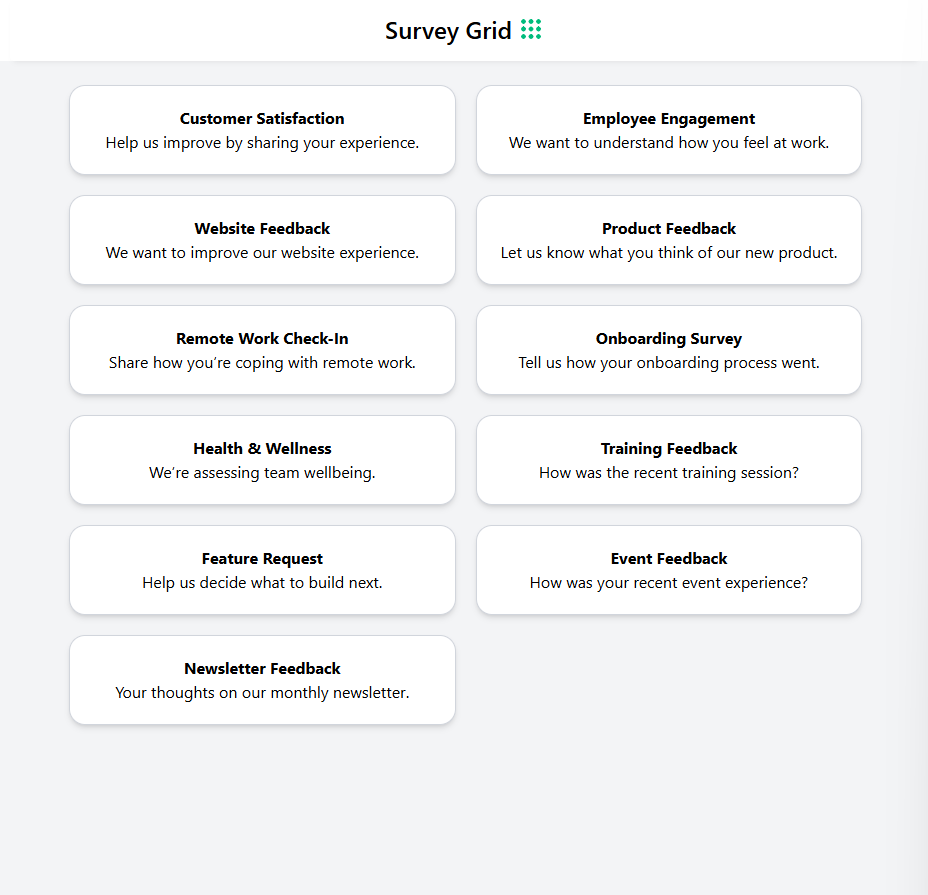 Survey Grid
Customer Satisfaction
Help us improve by sharing your experience.
Employee Engagement
We want to understand how you feel at work.
Website Feedback
We want to improve our website experience.
Product Feedback
Let us know what you think of our new product.
Remote Work Check-In
Share how you’re coping with remote work.
Onboarding Survey
Tell us how your onboarding process went.
Health & Wellness
We’re assessing team wellbeing.
Training Feedback
How was the recent training session?
Feature Request
Help us decide what to build next.
Event Feedback
How was your recent event experience?
Newsletter Feedback
Your thoughts on our monthly newsletter.